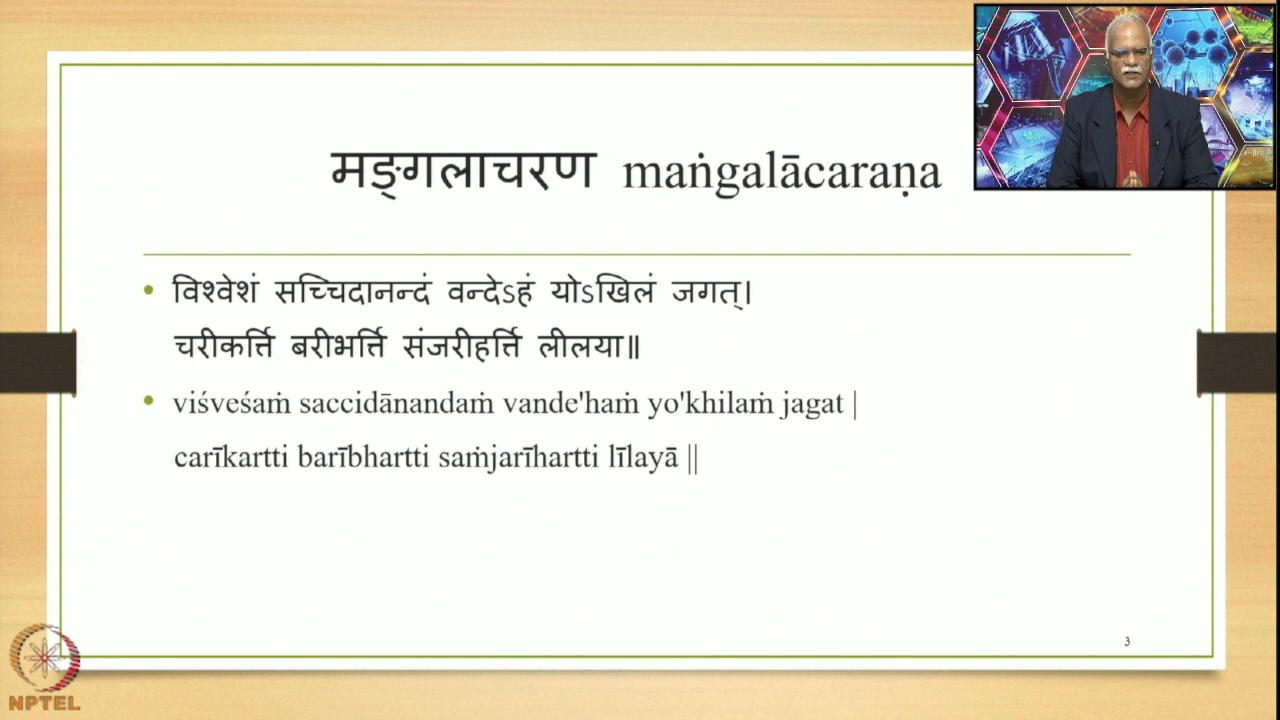 मङ्गलाचरण maṅgalācaraṇa
• विश्वेशं सच्चिदानन्दं वन्देऽहं योऽखिलं जगत्।
चरीकर्त्ति बरीभर्त्ति संजरीहर्त्ति लीलया॥
• viśveśaṁ saccidānandaṁ vande'haṁ yo'khilaṁ jagat |
carīkartti barībhartti saṁjarīhartti līlayā ||
3
NPTEL